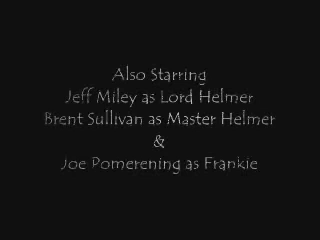 Also Starring
Jeff Miley as Lord Helmer
Brent Sullivan as Master Helmer
&
Joe Pomerening as Frankie